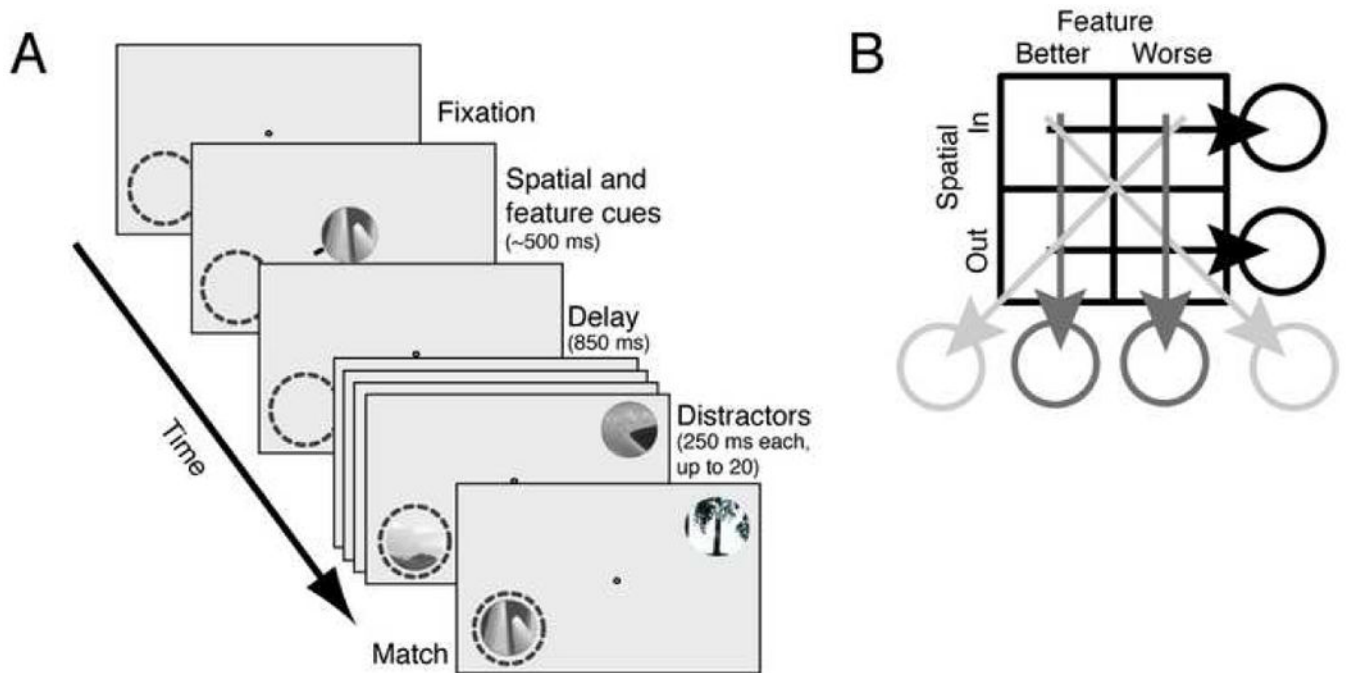 A
Fixation
Spatial and
feature cues
(~500 ms)
Delay
(850 ms)
Distractors
(250 ms each,
up to 20)
Time
Match
B
Feature
Better Worse
Spatial
In
Out